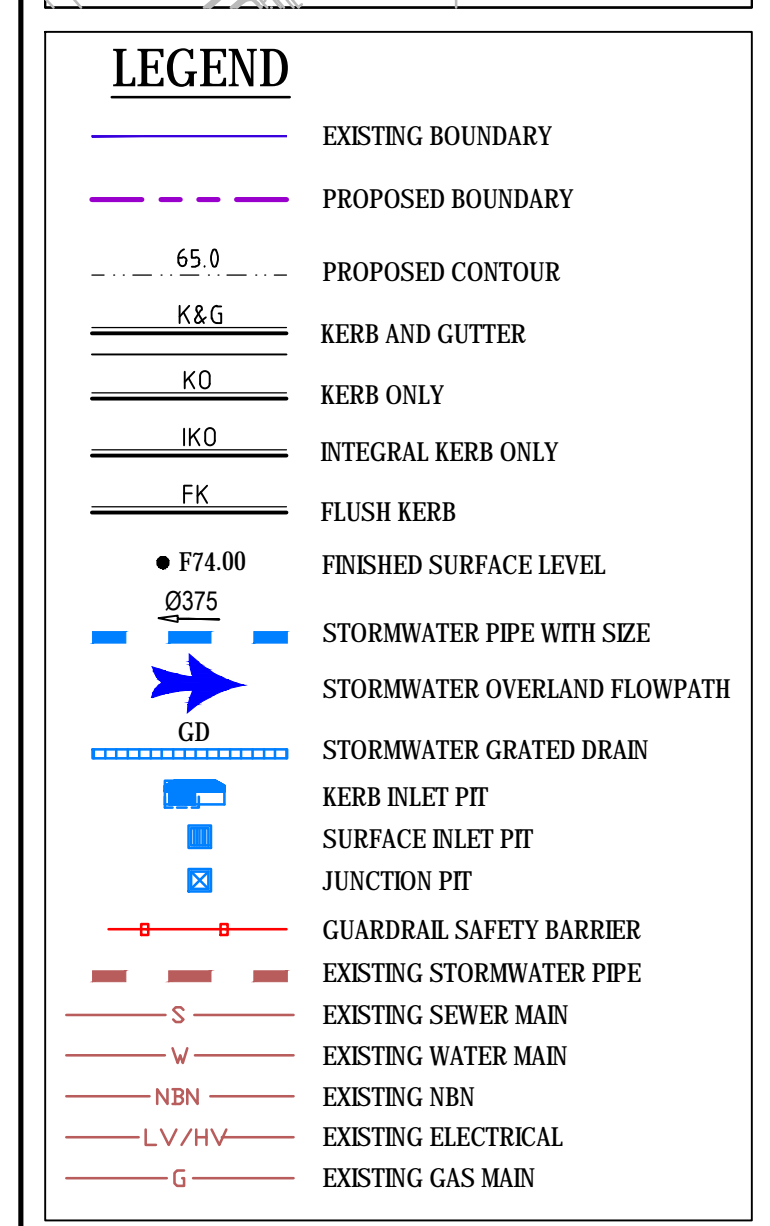 LEGEND
EXISTING BOUNDARY
PROPOSED BOUNDARY
65.0 PROPOSED CONTOUR
K&G KERB AND GUTTER
KO KERB ONLY
IKO INTEGRAL KERB ONLY
FK FLUSH KERB
F74.00 FINISHED SURFACE LEVEL
Ø375 STORMWATER PIPE WITH SIZE
STORMWATER OVERLAND FLOWPATH
GD STORMWATER GRATED DRAIN
KERB INLET PIT
SURFACE INLET PIT
JUNCTION PIT
GUARDRAIL SAFETY BARRIER
EXISTING STORMWATER PIPE
S EXISTING SEWER MAIN
W EXISTING WATER MAIN
NBN EXISTING NBN
LV/HV EXISTING ELECTRICAL
G EXISTING GAS MAIN